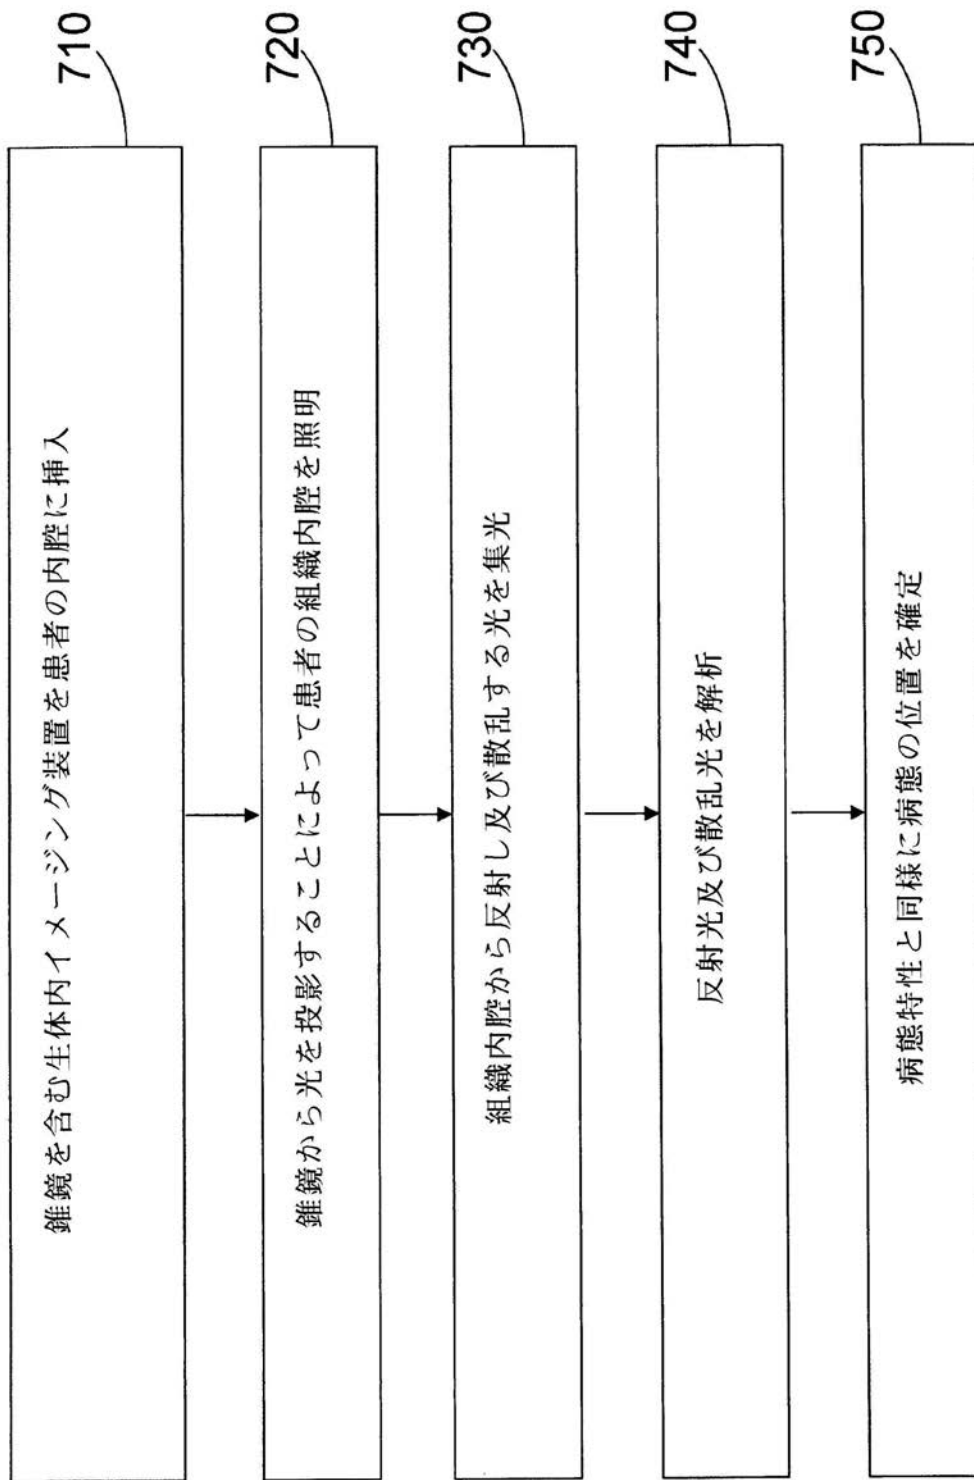 710
錐鏡を含む生体内イメージング装置を患者の内腔に挿入
720
錐鏡から光を投影することによって患者の組織内腔を照明
730
組織内腔から反射し及び散乱する光を集光
740
反射光及び散乱光を解析
750
病態特性と同様に病態の位置を確定